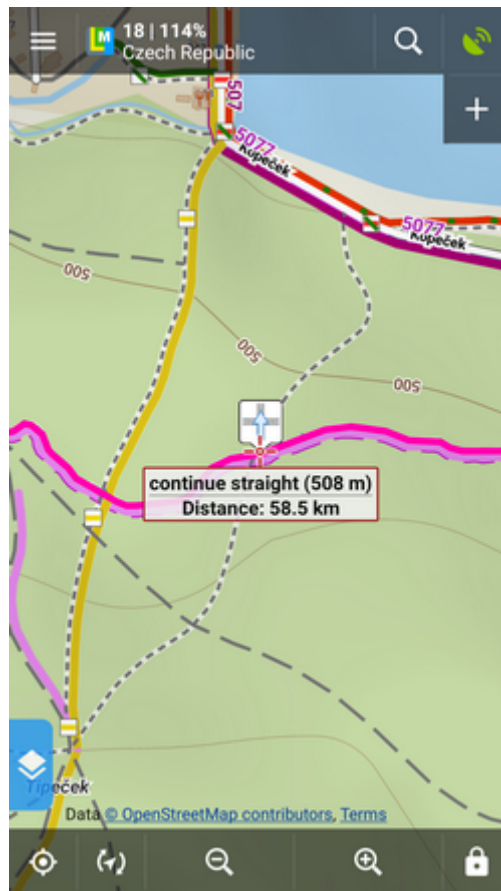 LM
18 | 114%
Czech Republic
507
5077
Kupeček
5077
Kupeček
500
500
500
continue straight (508 m)
Distance: 58.5 km
Tipeček
Data © OpenStreetMap contributors, Terms